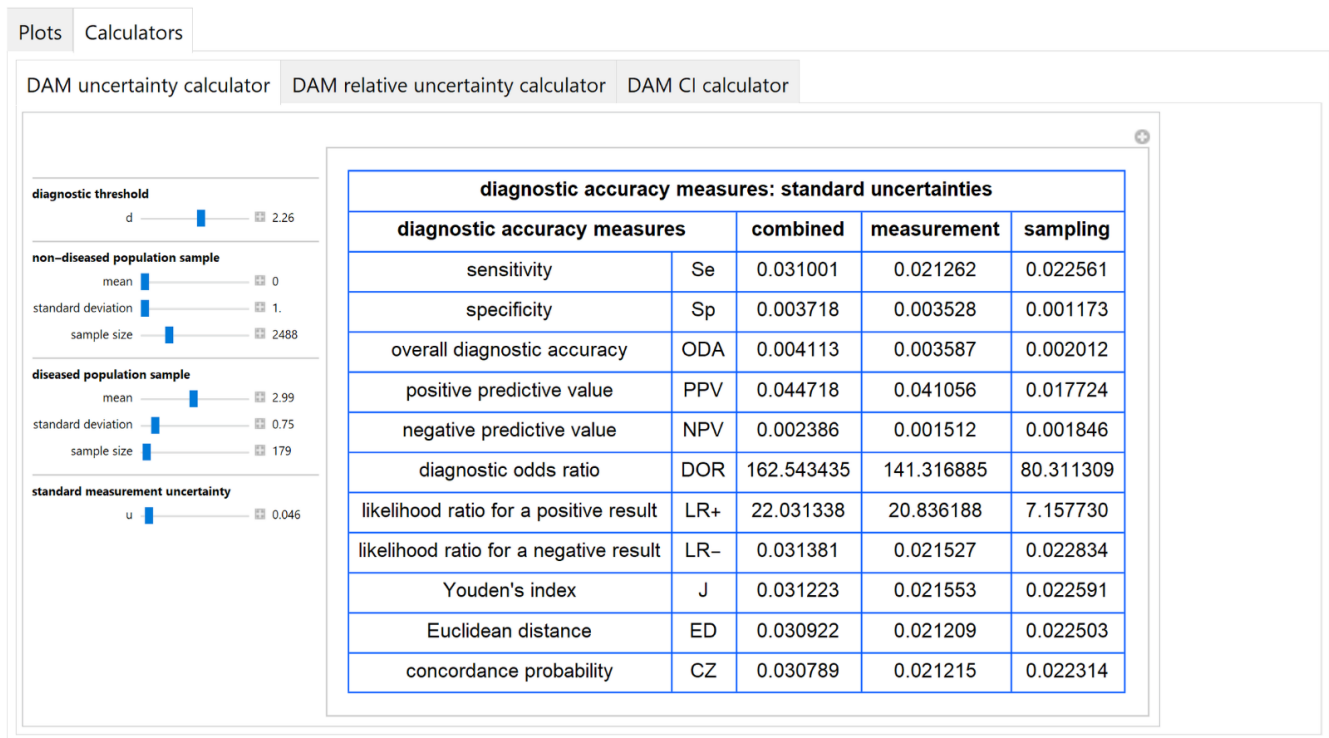 Plots Calculators
DAM uncertainty calculator DAM relative uncertainty calculator DAM CI calculator
diagnostic threshold
d 2.26
non−diseased population sample
mean 0
standard deviation 1.
sample size 2488
diseased population sample
mean 2.99
standard deviation 0.75
sample size 179
standard measurement uncertainty
u 0.046
diagnostic accuracy measures: standard uncertainties
diagnostic accuracy measures combined measurement sampling
sensitivity Se 0.031001 0.021262 0.022561
specificity Sp 0.003718 0.003528 0.001173
overall diagnostic accuracy ODA 0.004113 0.003587 0.002012
positive predictive value PPV 0.044718 0.041056 0.017724
negative predictive value NPV 0.002386 0.001512 0.001846
diagnostic odds ratio DOR 162.543435 141.316885 80.311309
likelihood ratio for a positive result LR+ 22.031338 20.836188 7.157730
likelihood ratio for a negative result LR− 0.031381 0.021527 0.022834
Youden's index J 0.031223 0.021553 0.022591
Euclidean distance ED 0.030922 0.021209 0.022503
concordance probability CZ 0.030789 0.021215 0.022314